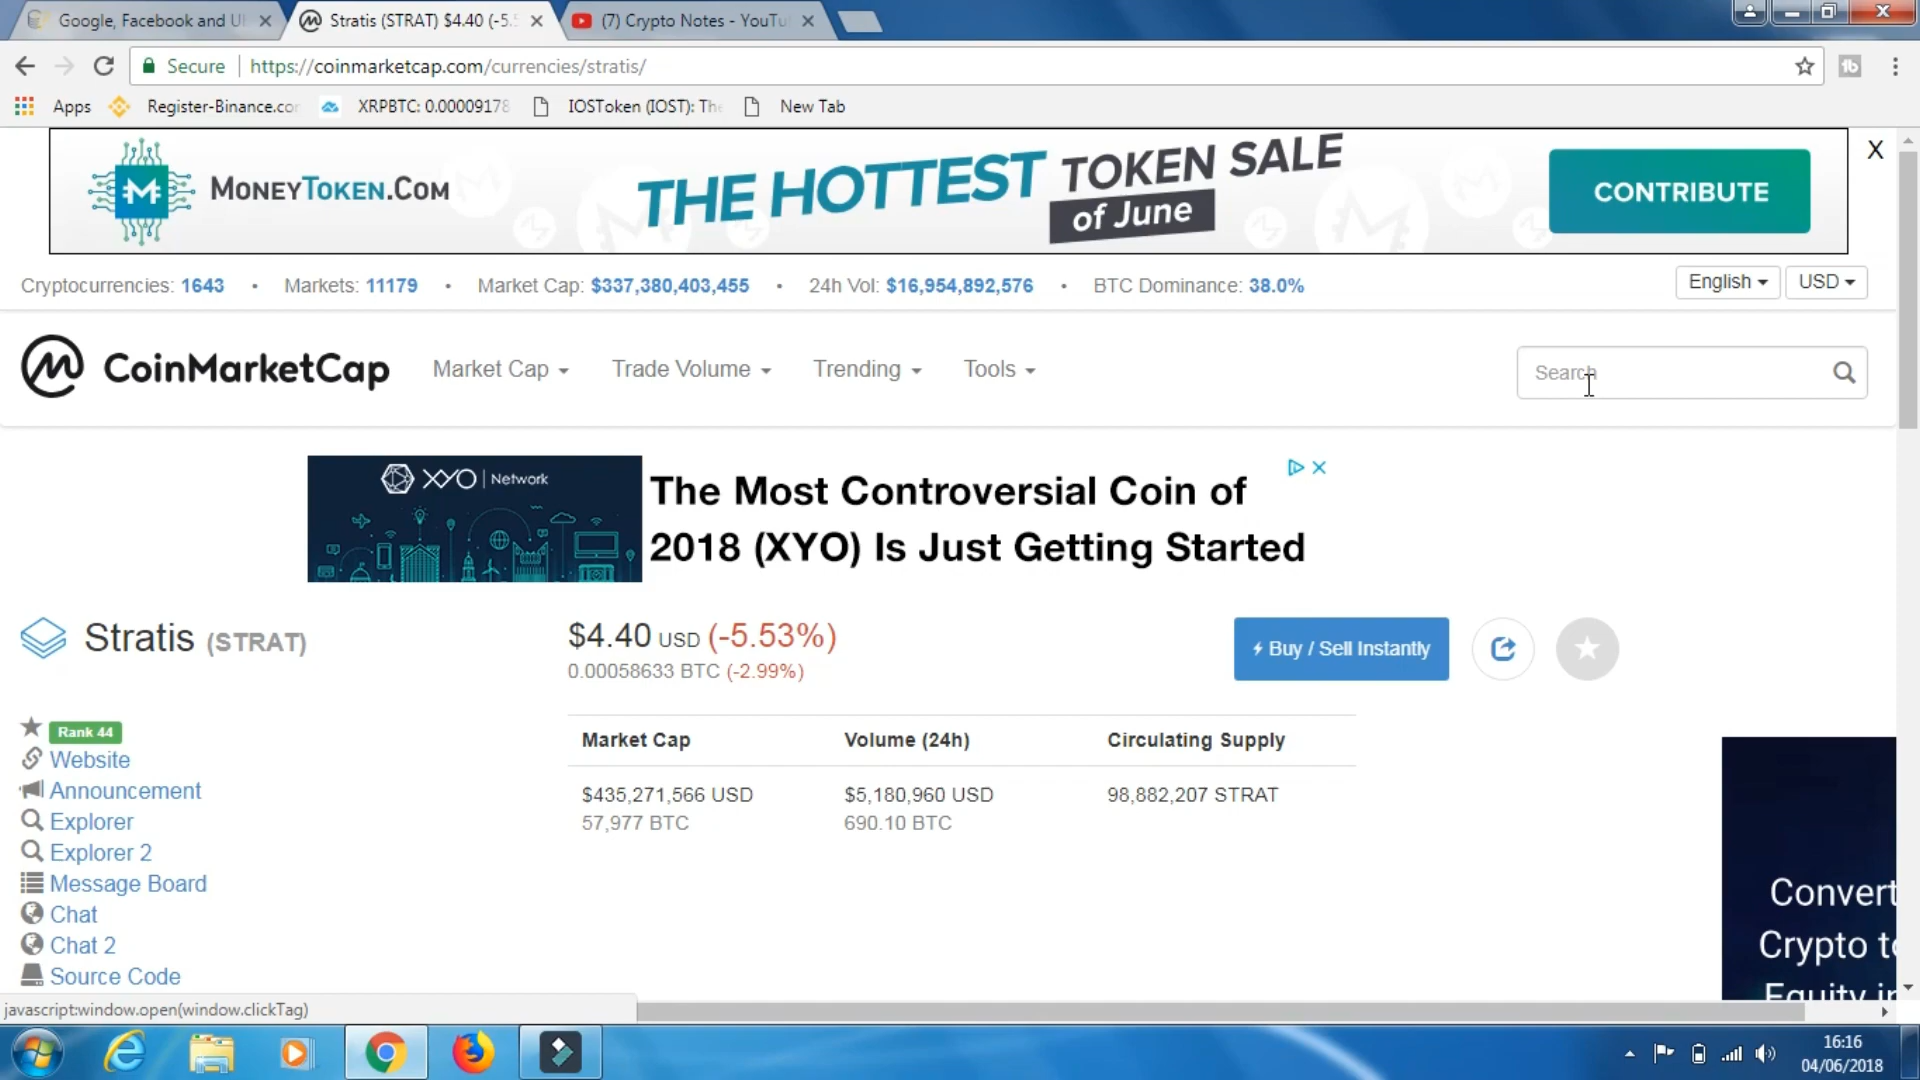 Google, Facebook and U
Stratis (STRAT) $4.40 (-5.5
(7) Crypto Notes - YouTu
Secure
https://coinmarketcap.com/currencies/stratis/
Apps
Register-Binance.co
XRPBTC: 0.00009178
IOSToken (IOST): Th
New Tab
MONEYTOKEN.COM
THE HOTTEST TOKEN SALE
of June
CONTRIBUTE
X
Cryptocurrencies: 1643 • Markets: 11179 • Market Cap: $337,380,403,455 • 24h Vol: $16,954,892,576 • BTC Dominance: 38.0%
English
USD
CoinMarketCap
Market Cap
Trade Volume
Trending
Tools
Search
XYO | Network
The Most Controversial Coin of
2018 (XYO) Is Just Getting Started
Stratis (STRAT)
$4.40 USD (-5.53%)
0.00058633 BTC (-2.99%)
Buy / Sell Instantly
Rank 44
Website
Announcement
Explorer
Explorer 2
Message Board
Chat
Chat 2
Source Code
Market Cap Volume (24h) Circulating Supply
$435,271,566 USD $5,180,960 USD 98,882,207 STRAT
57,977 BTC 690.10 BTC
Convert
Crypto to
Equity in
javascript:window.open(window.clickTag)
16:16
04/06/2018